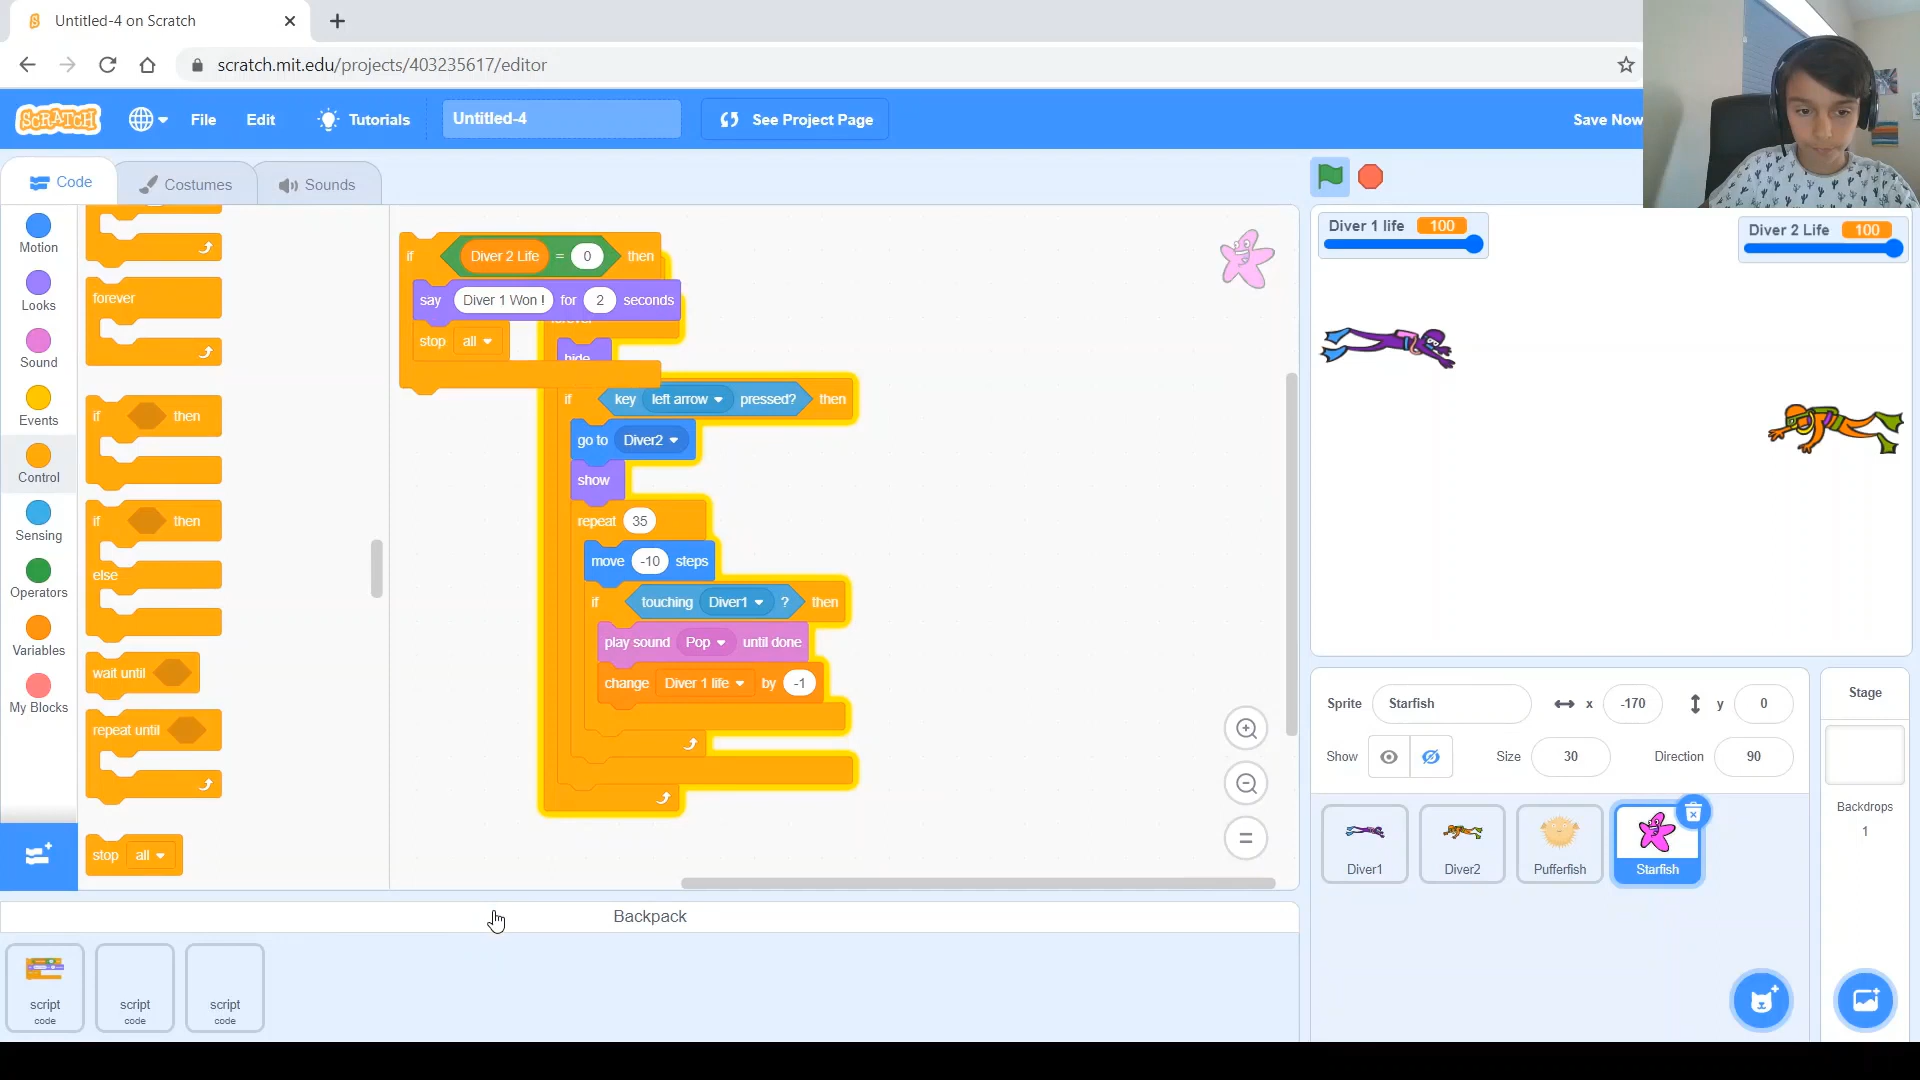 Untitled-4 on Scratch
scratch.mit.edu/projects/403235617/editor
SCRATCH
File
Edit
Tutorials
Untitled-4
See Project Page
Save Now
Code
Costumes
Sounds
Motion
Looks
Sound
Events
Control
Sensing
Operators
Variables
My Blocks
forever
if then
if then
else
wait until
repeat until
stop all
if Diver 2 Life = 0 then
say Diver 1 Won ! for 2 seconds
stop all
forever
hide
if key left arrow pressed? then
go to Diver2
show
repeat 35
move -10 steps
if touching Diver1 ? then
play sound Pop until done
change Diver 1 life by -1
Diver 1 life 100
Diver 2 Life 100
Sprite Starfish x -170 y 0
Show Size 30 Direction 90
Diver1
Diver2
Pufferfish
Starfish
Stage
Backdrops
1
Backpack
script
code
script
code
script
code